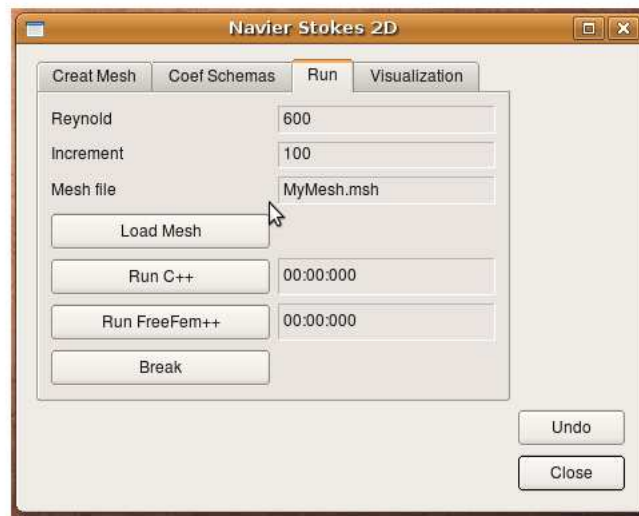 Navier Stokes 2D
Creat Mesh Coef Schemas Run Visualization
Reynold 600
Increment 100
Mesh file MyMesh.msh
Load Mesh
Run C++ 00:00:000
Run FreeFem++ 00:00:000
Break
Undo
Close